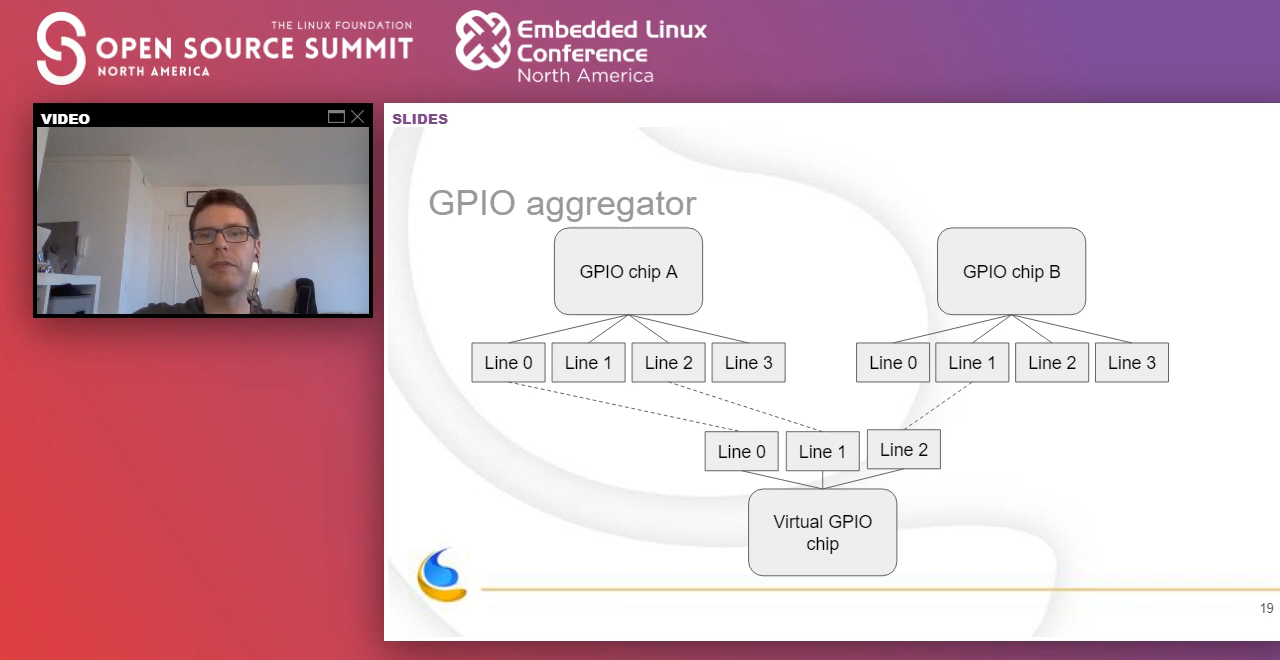 THE LINUX FOUNDATION
OPEN SOURCE SUMMIT
NORTH AMERICA
Embedded Linux
Conference
North America
VIDEO
SLIDES
GPIO aggregator
GPIO chip A
GPIO chip B
Line 0
Line 1
Line 2
Line 3
Line 0
Line 1
Line 2
Line 3
Line 0
Line 1
Line 2
Virtual GPIO
chip
19